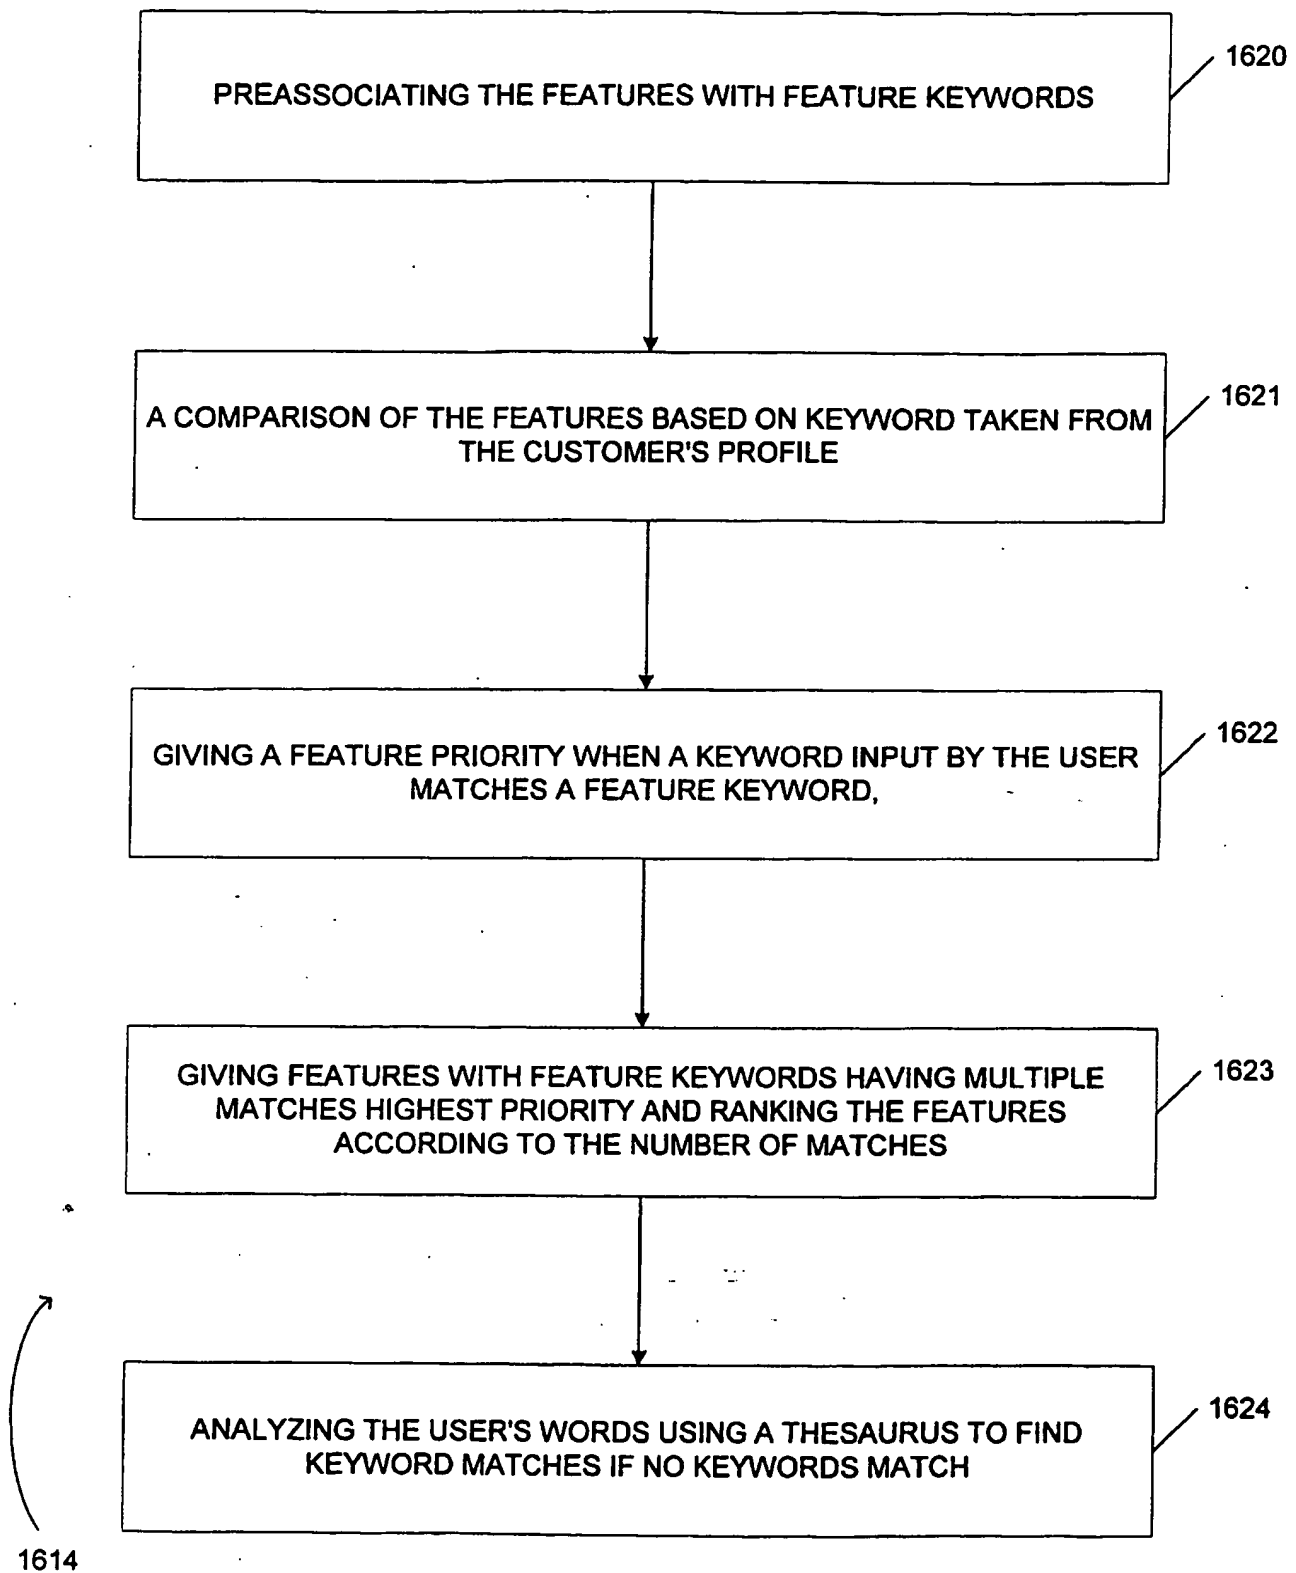 1620
PREASSOCIATING THE FEATURES WITH FEATURE KEYWORDS
1621
A COMPARISON OF THE FEATURES BASED ON KEYWORD TAKEN FROM
THE CUSTOMER'S PROFILE
1622
GIVING A FEATURE PRIORITY WHEN A KEYWORD INPUT BY THE USER
MATCHES A FEATURE KEYWORD,
1623
GIVING FEATURES WITH FEATURE KEYWORDS HAVING MULTIPLE
MATCHES HIGHEST PRIORITY AND RANKING THE FEATURES
ACCORDING TO THE NUMBER OF MATCHES
1624
ANALYZING THE USER'S WORDS USING A THESAURUS TO FIND
KEYWORD MATCHES IF NO KEYWORDS MATCH
1614